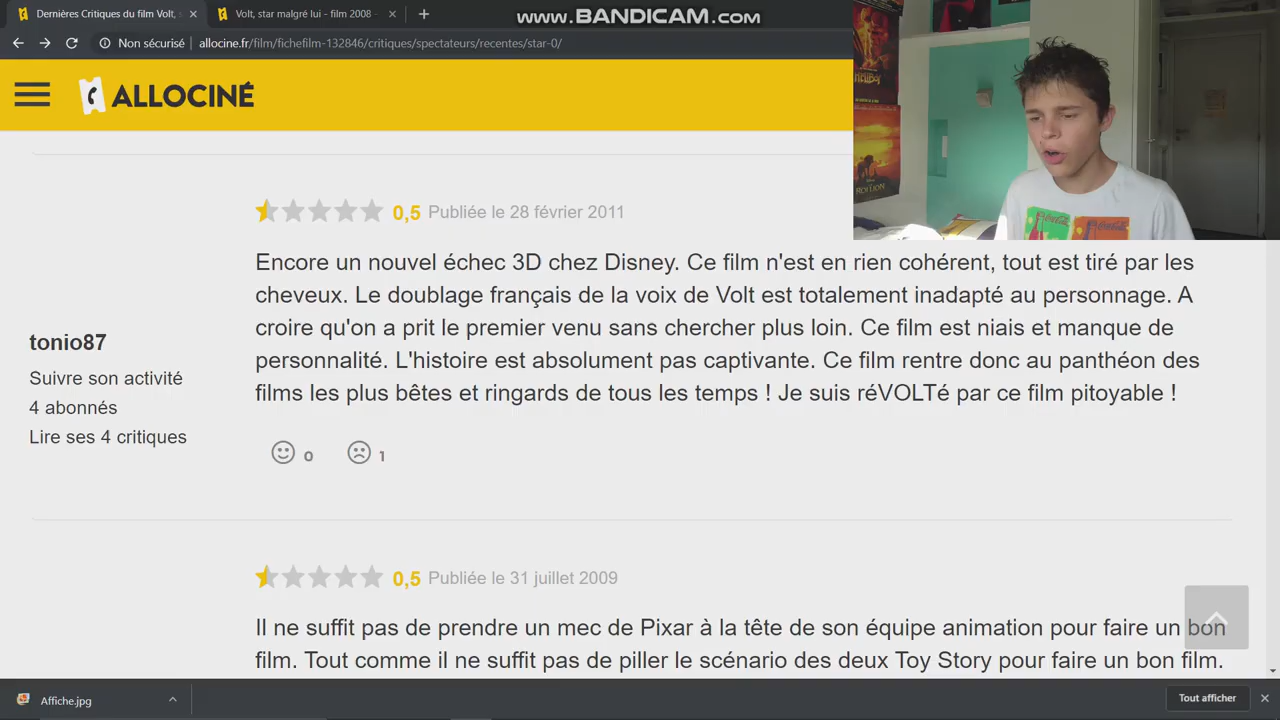 Dernières Critiques du film Volt,
Volt, star malgré lui - film 2008
www.BANDICAM.com
Non sécurisé
allocine.fr/film/fichefilm-132846/critiques/spectateurs/recentes/star-0/
ALLOCINÉ
HELLBOY
0,5 Publiée le 28 février 2011
Encore un nouvel échec 3D chez Disney. Ce film n'est en rien cohérent, tout est tiré par les
cheveux. Le doublage français de la voix de Volt est totalement inadapté au personnage. A
croire qu'on a prit le premier venu sans chercher plus loin. Ce film est niais et manque de
personnalité. L'histoire est absolument pas captivante. Ce film rentre donc au panthéon des
films les plus bêtes et ringards de tous les temps ! Je suis réVOLTé par ce film pitoyable !
tonio87
Suivre son activité
4 abonnés
Lire ses 4 critiques
0
1
0,5 Publiée le 31 juillet 2009
Il ne suffit pas de prendre un mec de Pixar à la tête de son équipe animation pour faire un bon
film. Tout comme il ne suffit pas de piller le scénario des deux Toy Story pour faire un bon film.
Affiche.jpg
Tout afficher